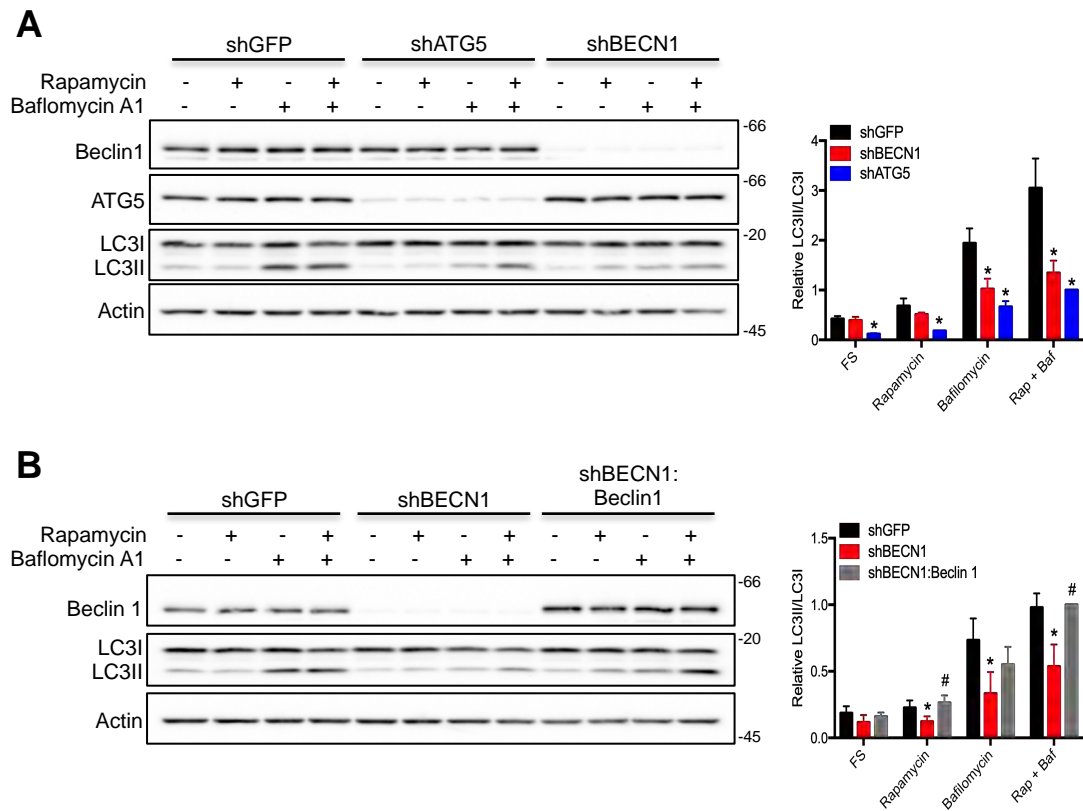 A
shGFP shATG5 shBECN1
Rapamycin - + - + - + - + - + - +
Baflomycin A1 - - + + - - + + - - + +
Beclin1
-66
ATG5
-66
LC3I
-20
LC3II
Actin
-45
shGFP
shBECN1
shATG5
Relative LC3II/LC3I
4
3
2
1
0
* * * * * *
FS Rapamycin Bafilomycin Rap + Baf
B
shGFP shBECN1 shBECN1:
Beclin1
Rapamycin - + - + - + - + - + - +
Baflomycin A1 - - + + - - + + - - + +
Beclin 1
-66
LC3I
-20
LC3II
Actin
-45
shGFP
shBECN1
shBECN1:Beclin 1
Relative LC3II/LC3I
1.5
1.0
0.5
0.0
* # * * #
FS Rapamycin Bafilomycin Rap + Baf